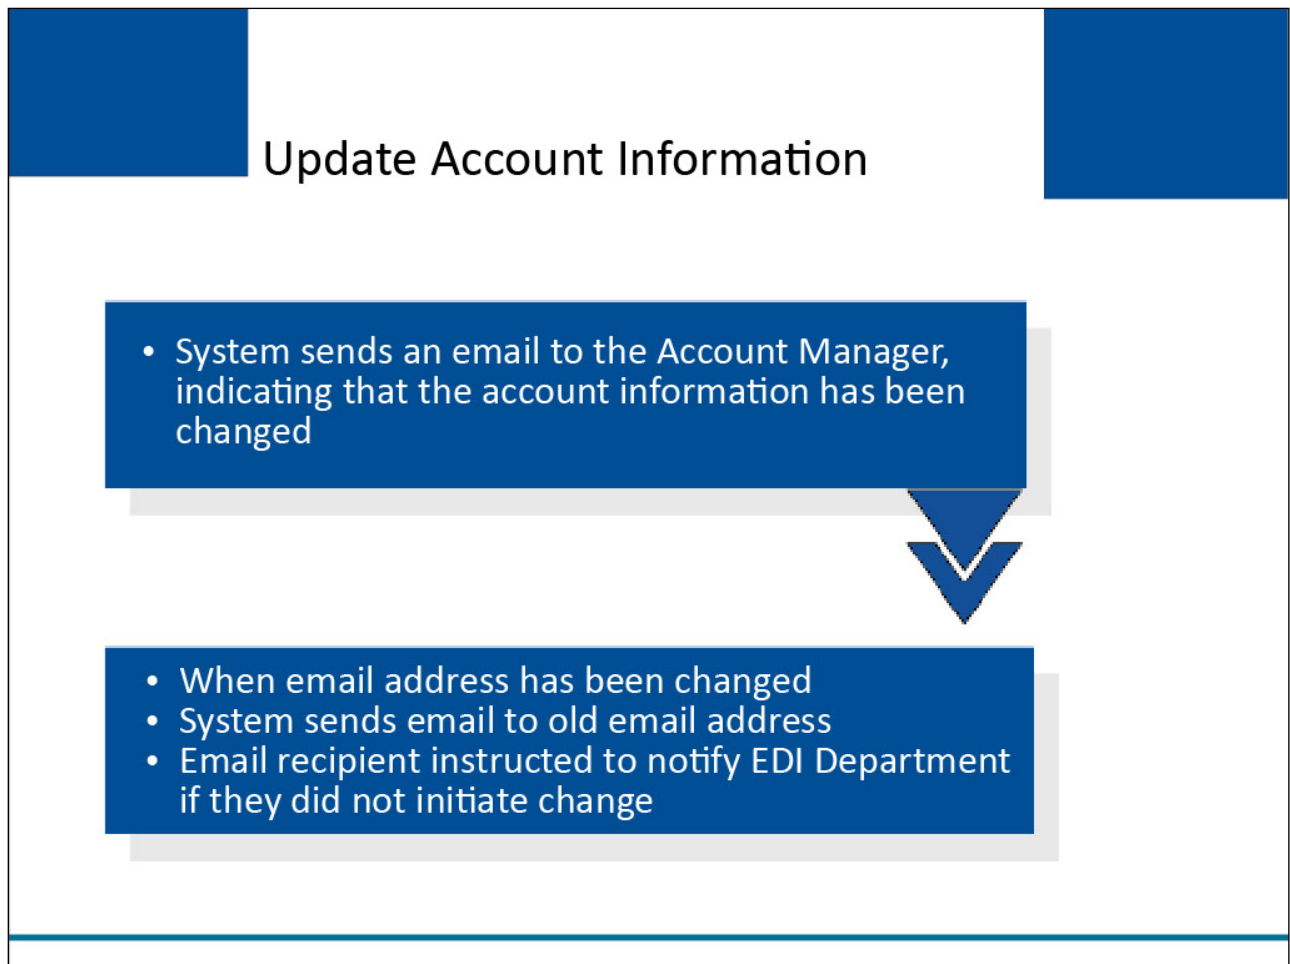 Update Account Information
• System sends an email to the Account Manager,
indicating that the account information has been
changed
• When email address has been changed
• System sends email to old email address
• Email recipient instructed to notify EDI Department
if they did not initiate change